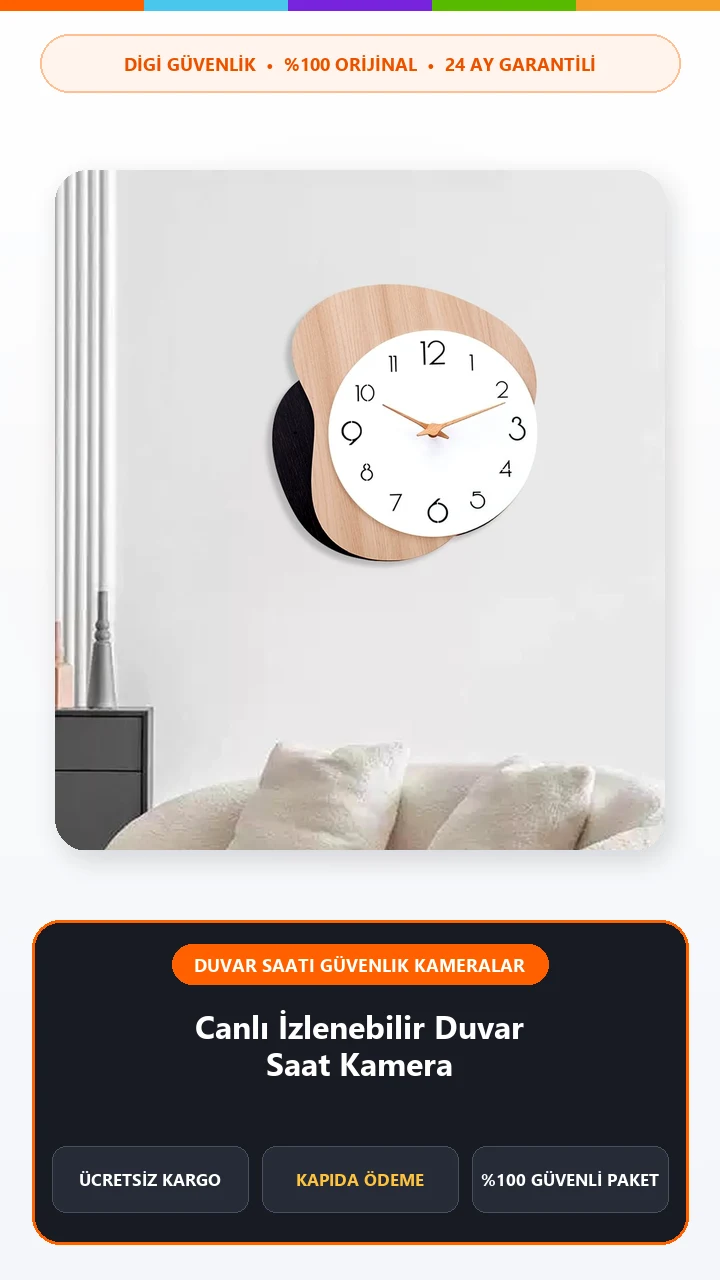 DİGİ GÜVENLİK • %100 ORİJİNAL • 24 AY GARANTİLİ
12
11
1
10
2
9
3
8
4
7
5
6
DUVAR SAATI GÜVENLIK KAMERALAR
Canlı İzlenebilir Duvar
Saat Kamera
ÜCRETSİZ KARGO
KAPIDA ÖDEME
%100 GÜVENLİ PAKET